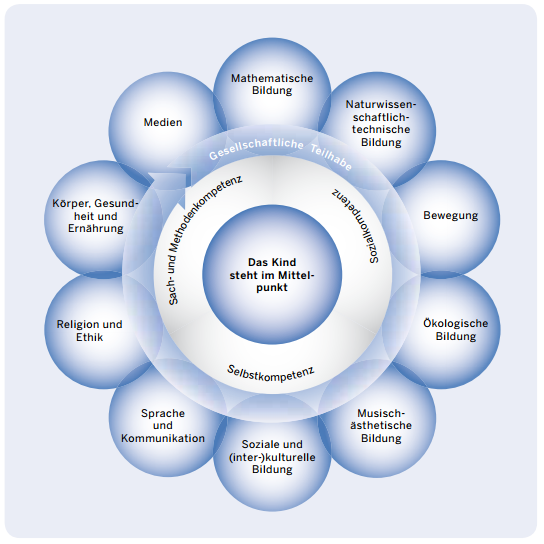 Mathematische
Bildung
Naturwissen-
schaftlich-
technische
Bildung
Bewegung
Ökologische
Bildung
Musisch-
ästhetische
Bildung
Soziale und
(inter-)kulturelle
Bildung
Sprache
und
Kommunikation
Religion und
Ethik
Körper, Gesund-
heit und
Ernährung
Medien
Gesellschaftliche Teilhabe
Sach- und Methodenkompetenz
Sozialkompetenz
Selbstkompetenz
Das Kind
steht im Mittel-
punkt